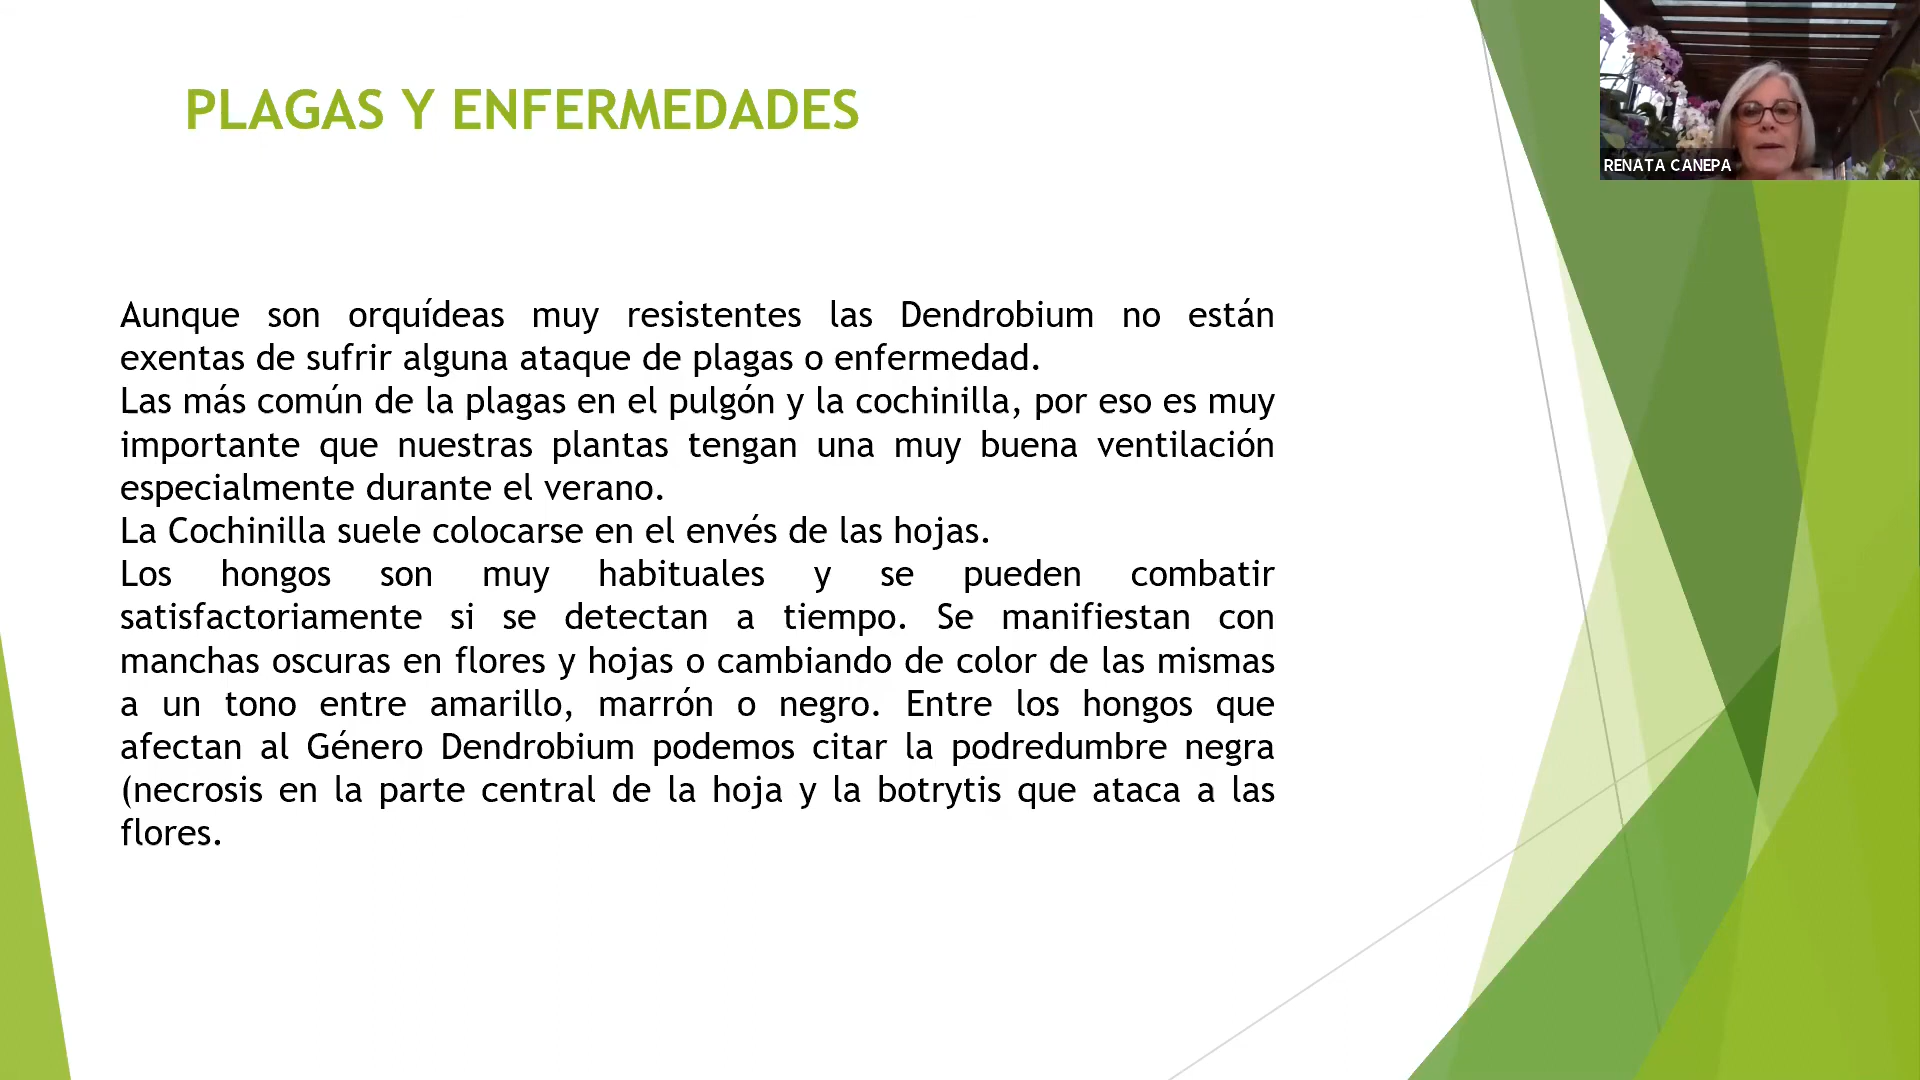 PLAGAS Y ENFERMEDADES
RENATA CANEPA
Aunque son orquídeas muy resistentes las Dendrobium no están
exentas de sufrir alguna ataque de plagas o enfermedad.
Las más común de la plagas en el pulgón y la cochinilla, por eso es muy
importante que nuestras plantas tengan una muy buena ventilación
especialmente durante el verano.
La Cochinilla suele colocarse en el envés de las hojas.
Los hongos son muy habituales y se pueden combatir
satisfactoriamente si se detectan a tiempo. Se manifiestan con
manchas oscuras en flores y hojas o cambiando de color de las mismas
a un tono entre amarillo, marrón o negro. Entre los hongos que
afectan al Género Dendrobium podemos citar la podredumbre negra
(necrosis en la parte central de la hoja y la botrytis que ataca a las
flores.